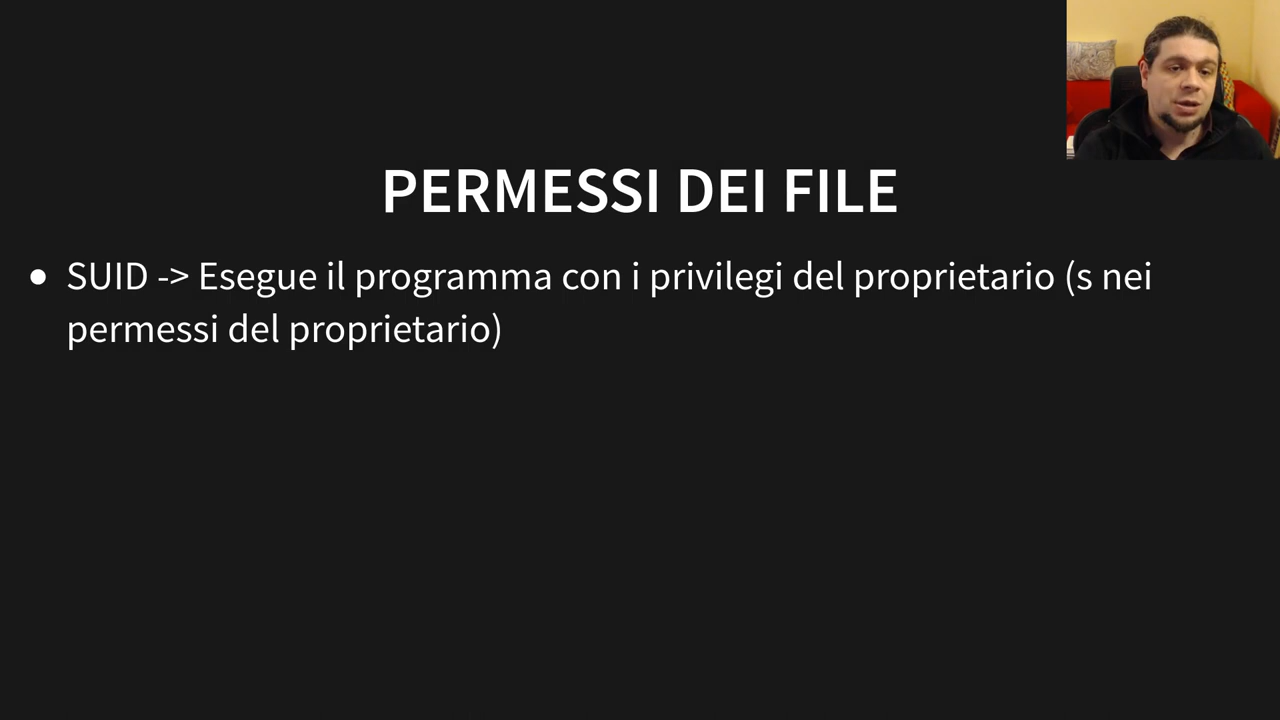 PERMESSI DEI FILE
SUID -> Esegue il programma con i privilegi del proprietario (s nei
permessi del proprietario)